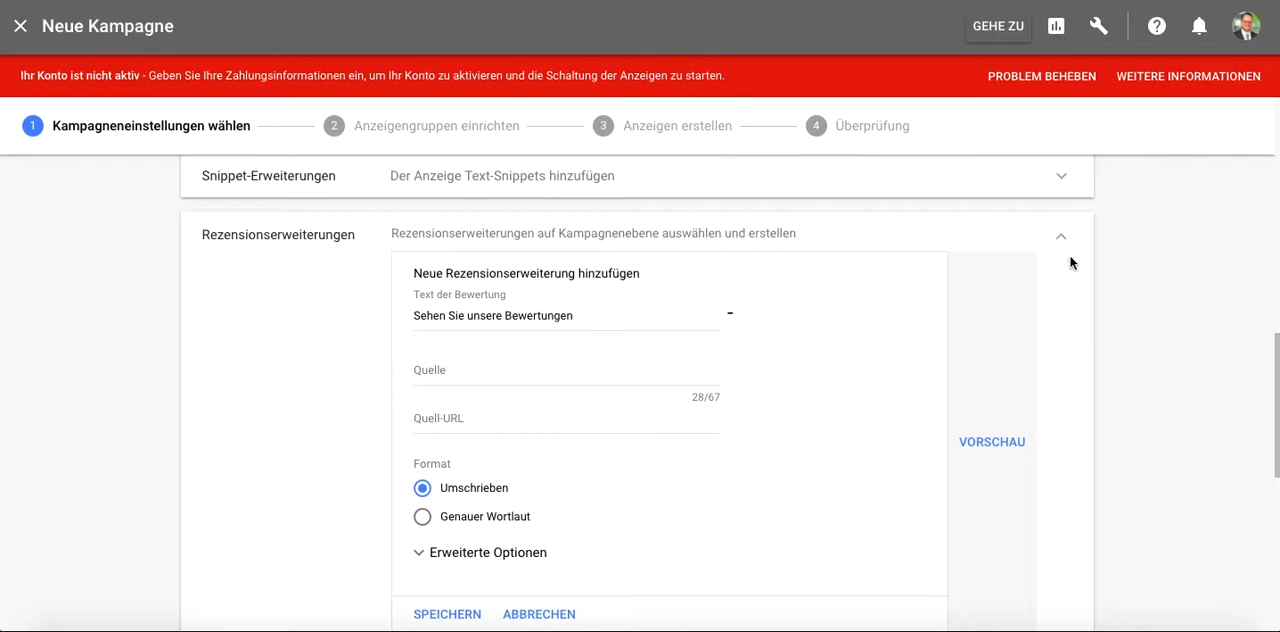 Neue Kampagne
GEHE ZU
Ihr Konto ist nicht aktiv - Geben Sie Ihre Zahlungsinformationen ein, um Ihr Konto zu aktivieren und die Schaltung der Anzeigen zu starten.
PROBLEM BEHEBEN
WEITERE INFORMATIONEN
1 Kampagneneinstellungen wählen
2 Anzeigengruppen einrichten
3 Anzeigen erstellen
4 Überprüfung
Snippet-Erweiterungen
Der Anzeige Text-Snippets hinzufügen
Rezensionserweiterungen
Rezensionserweiterungen auf Kampagnenebene auswählen und erstellen
Neue Rezensionserweiterung hinzufügen
Text der Bewertung
Sehen Sie unsere Bewertungen
Quelle
28/67
Quell-URL
VORSCHAU
Format
Umschrieben
Genauer Wortlaut
Erweiterte Optionen
SPEICHERN
ABBRECHEN